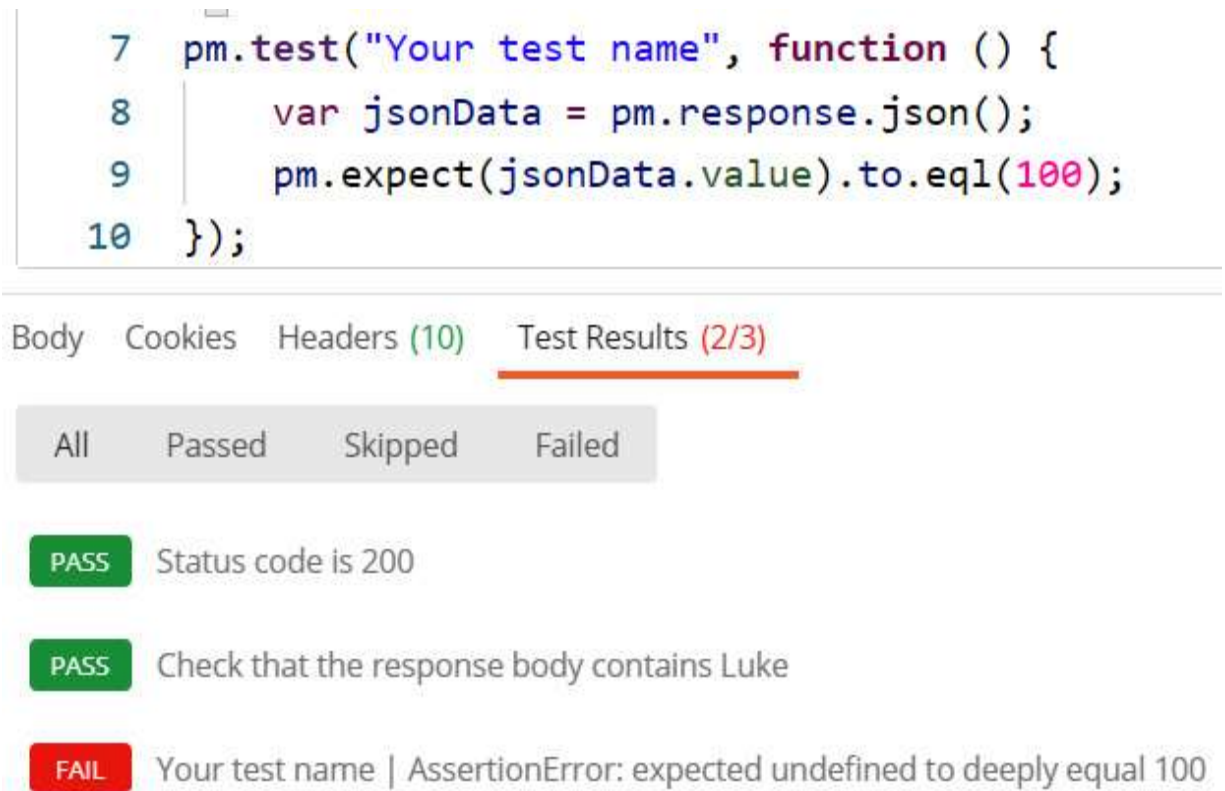 7 pm.test("Your test name", function () {
8 var jsonData = pm.response.json();
9 pm.expect(jsonData.value).to.eql(100);
10 });
Body Cookies Headers (10) Test Results (2/3)
All Passed Skipped Failed
PASS Status code is 200
PASS Check that the response body contains Luke
FAIL Your test name | AssertionError: expected undefined to deeply equal 100